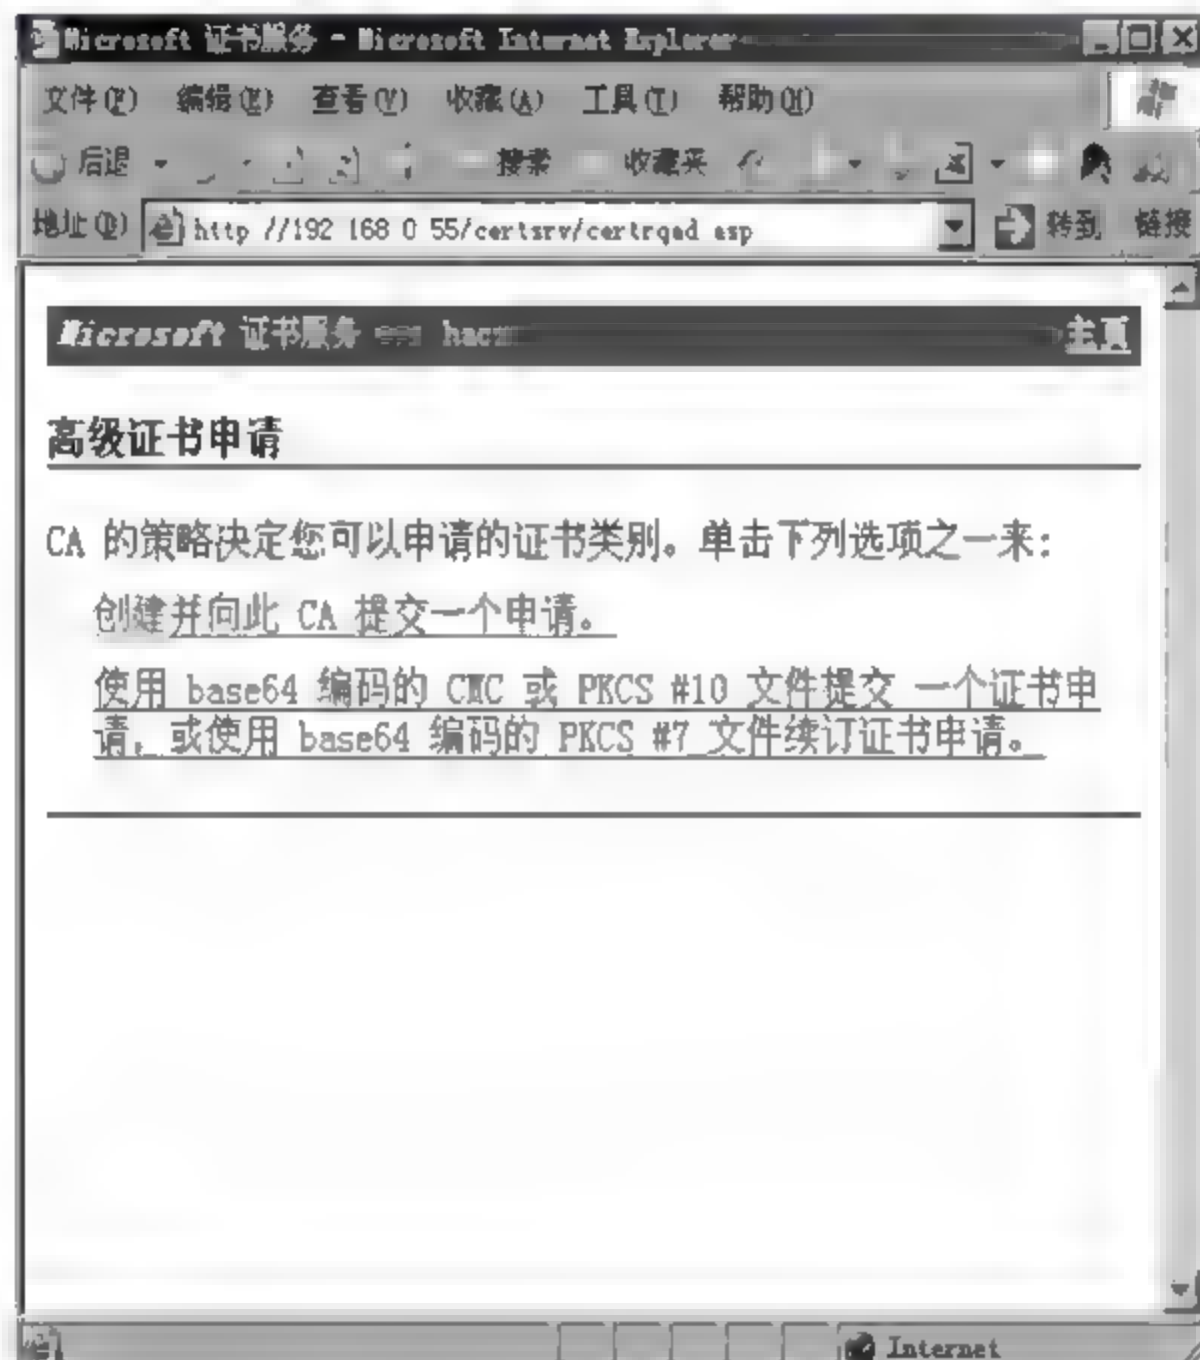 Microsoft 证书服务 - Microsoft Internet Explorer
文件(F) 编辑(E) 查看(V) 收藏(A) 工具(T) 帮助(H)
后退 搜索 收藏夹
地址(D) http //192 168 0 55/certsrv/certrqad asp 转到 链接
Microsoft 证书服务 主页
高级证书申请
CA 的策略决定您可以申请的证书类别。单击下列选项之一来:
创建并向此 CA 提交一个申请。
使用 base64 编码的 CMC 或 PKCS #10 文件提交 一个证书申
请，或使用 base64 编码的 PKCS #7 文件续订证书申请。
Internet